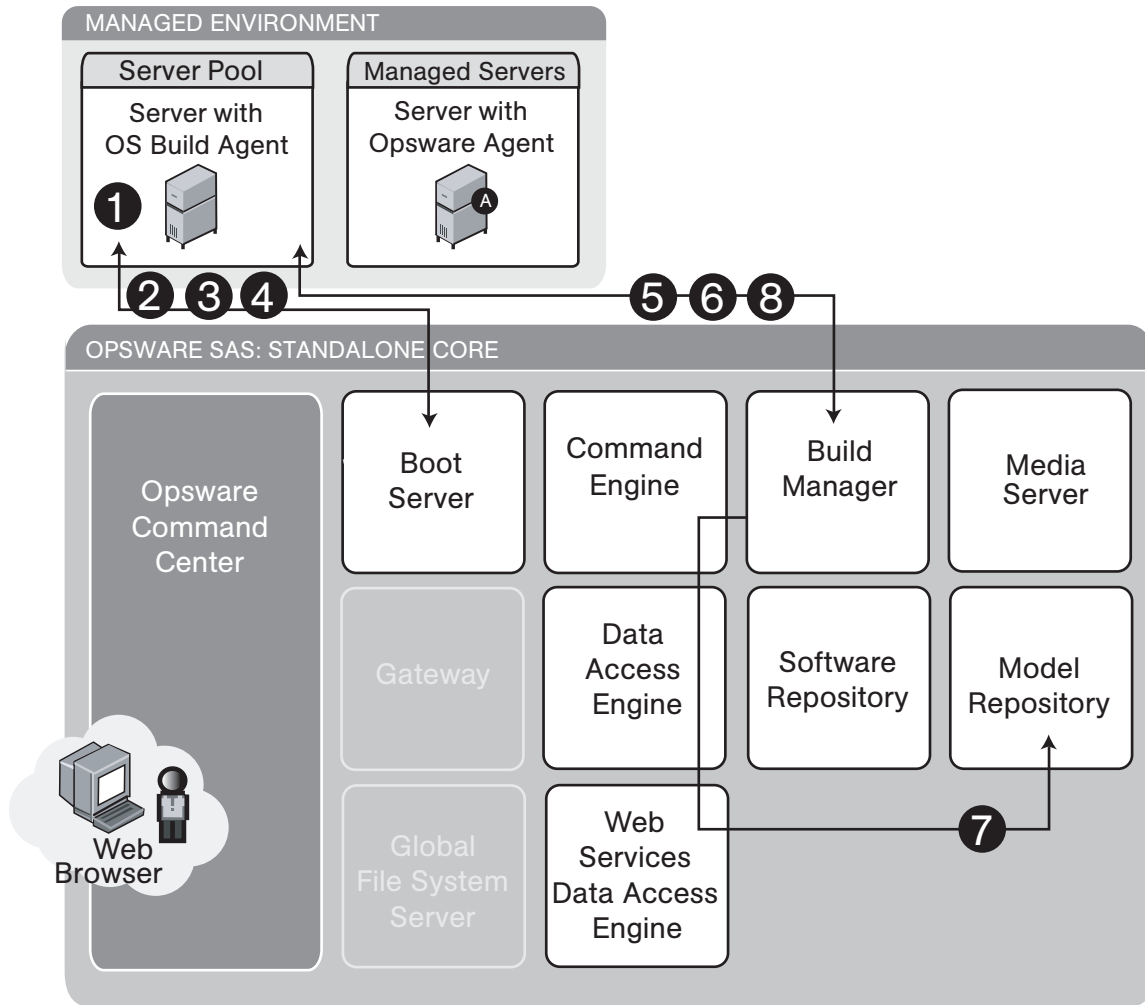 MANAGED ENVIRONMENT
Server Pool
Server with
OS Build Agent
1
Managed Servers
Server with
Opsware Agent
A
2 3 4
5 6 8
OPSWARE SAS: STANDALONE CORE
Opsware
Command
Center
Boot
Server
Command
Engine
Build
Manager
Media
Server
Gateway
Data
Access
Engine
Software
Repository
Model
Repository
Web
Browser
Global
File System
Server
Web
Services
Data Access
Engine
7